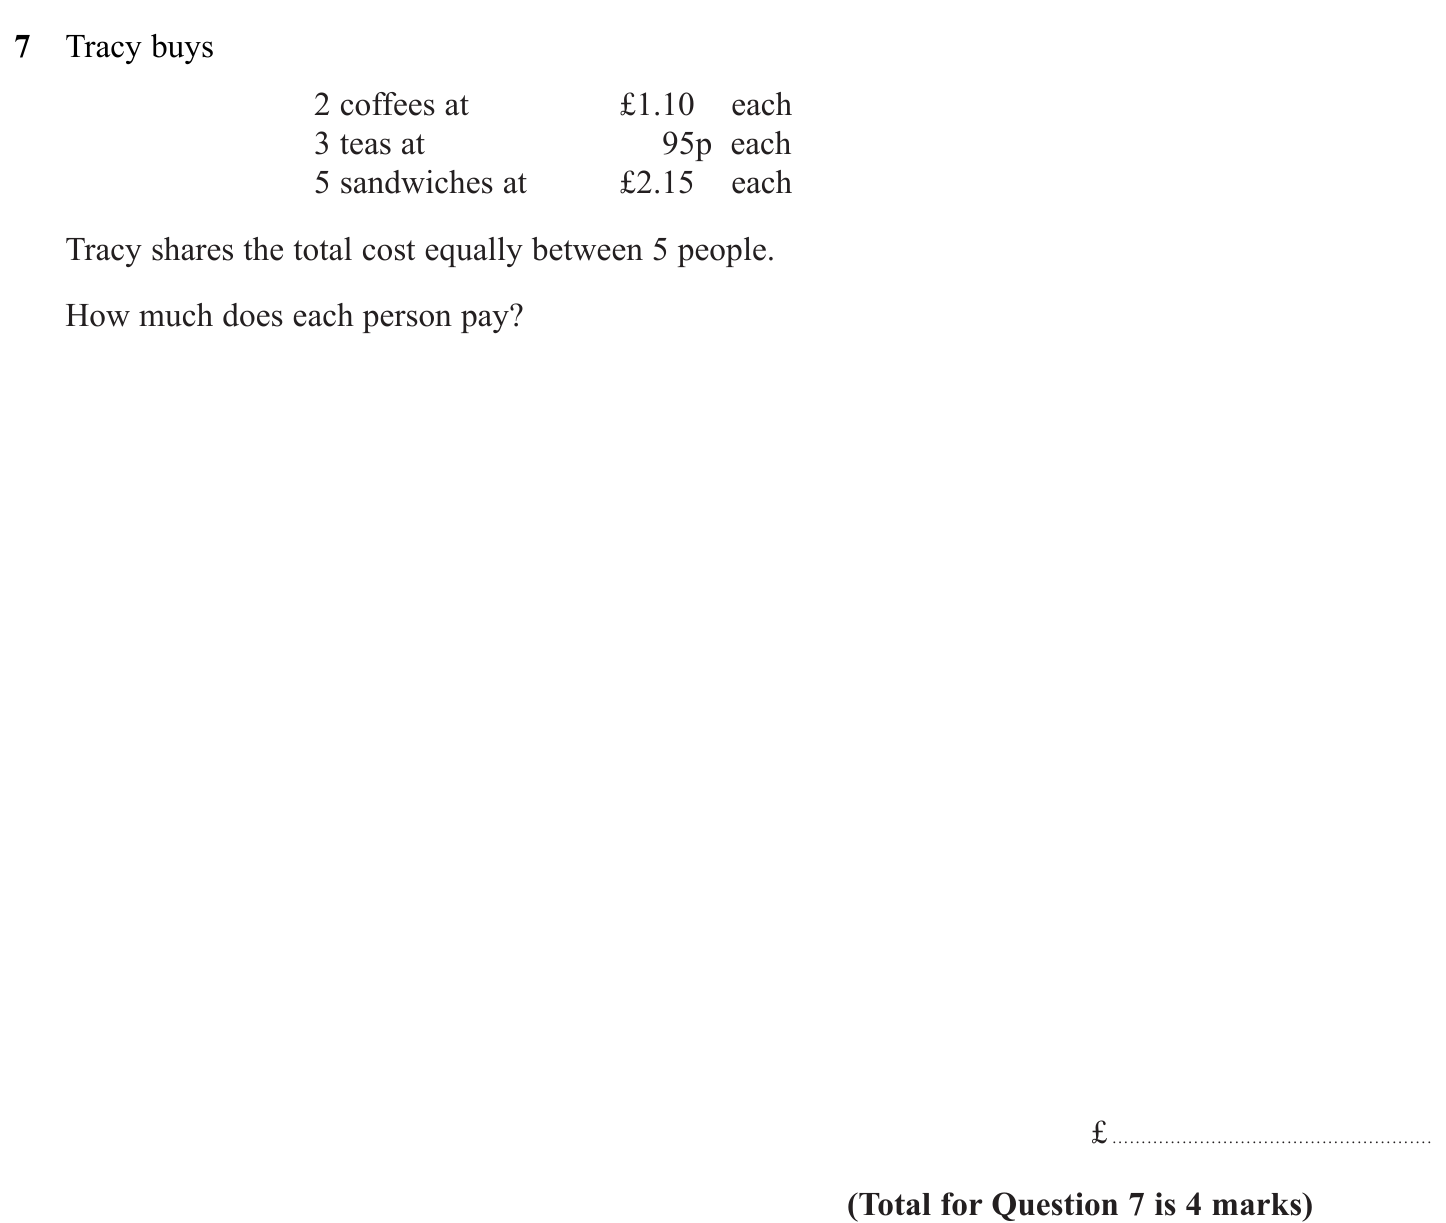 7 Tracy buys
2 coffees at £1.10 each
3 teas at 95p each
5 sandwiches at £2.15 each
Tracy shares the total cost equally between 5 people.
How much does each person pay?
£ ......................................................
(Total for Question 7 is 4 marks)